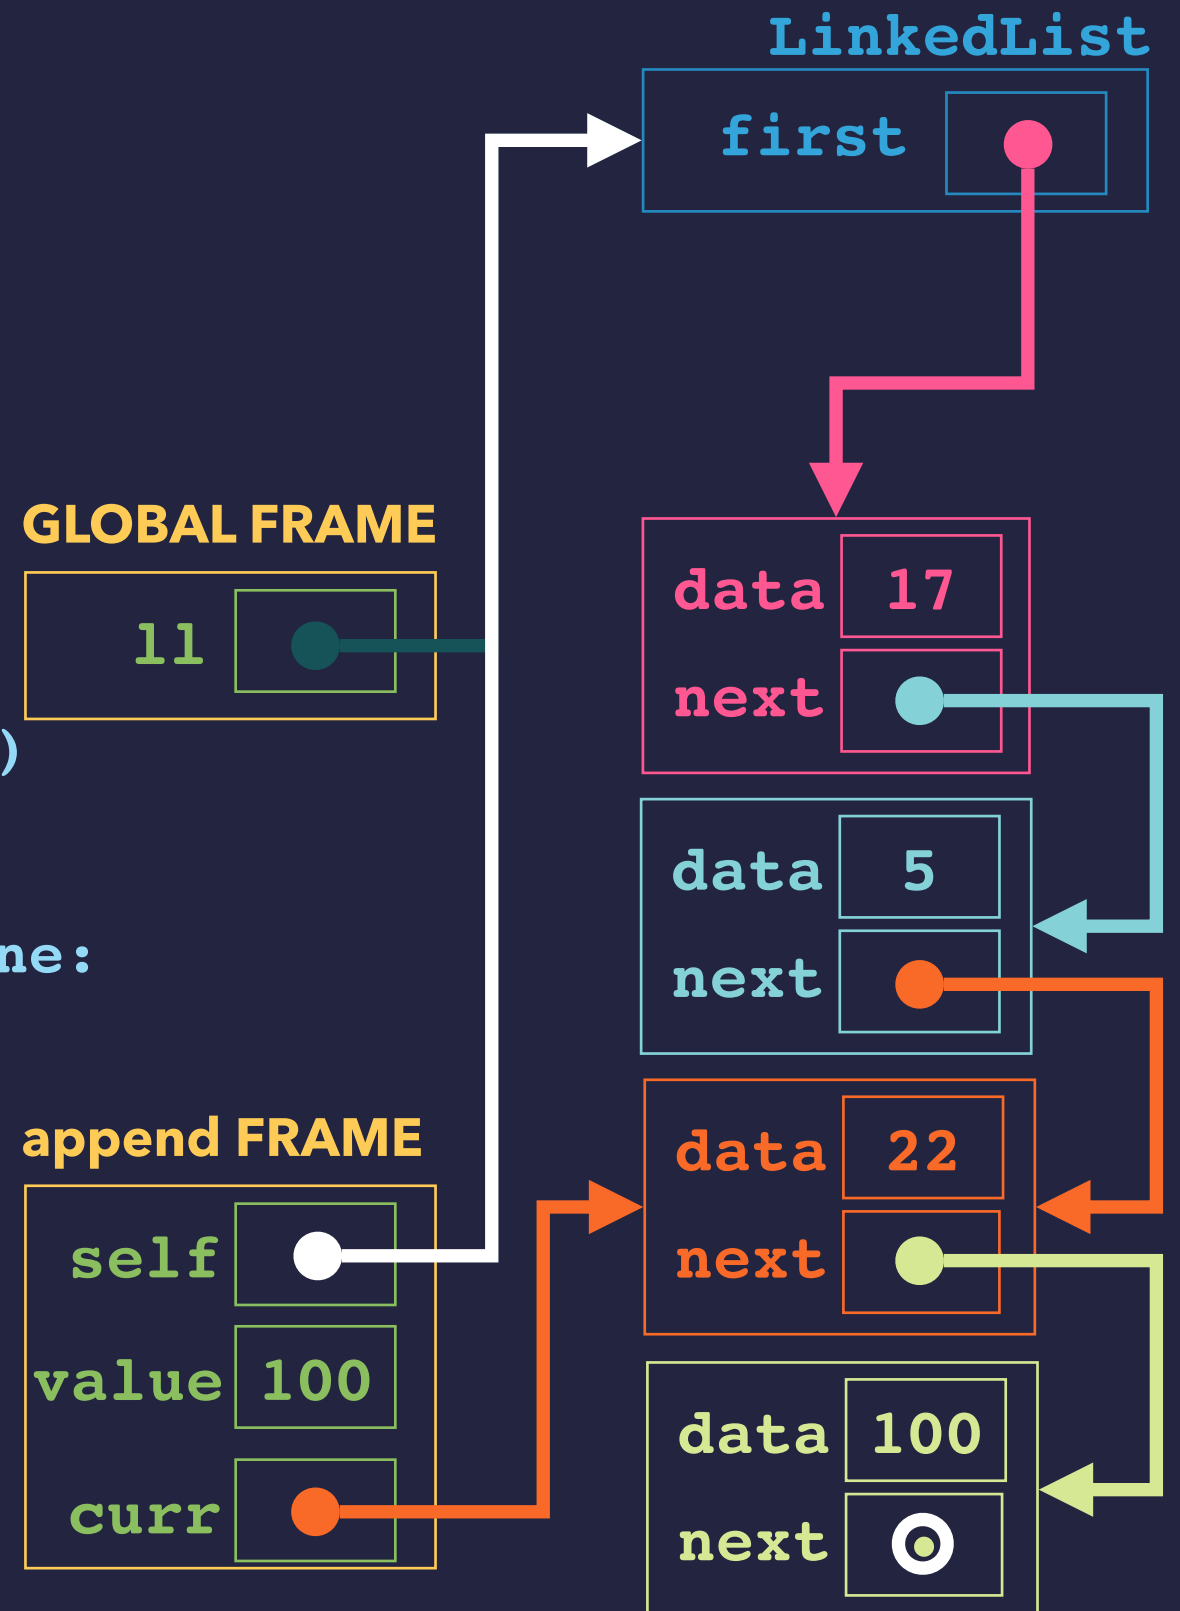 LinkedList
first
GLOBAL FRAME
ll
)
ne:
append FRAME
self
value 100
curr
data 17
next
data 5
next
data 22
next
data 100
next